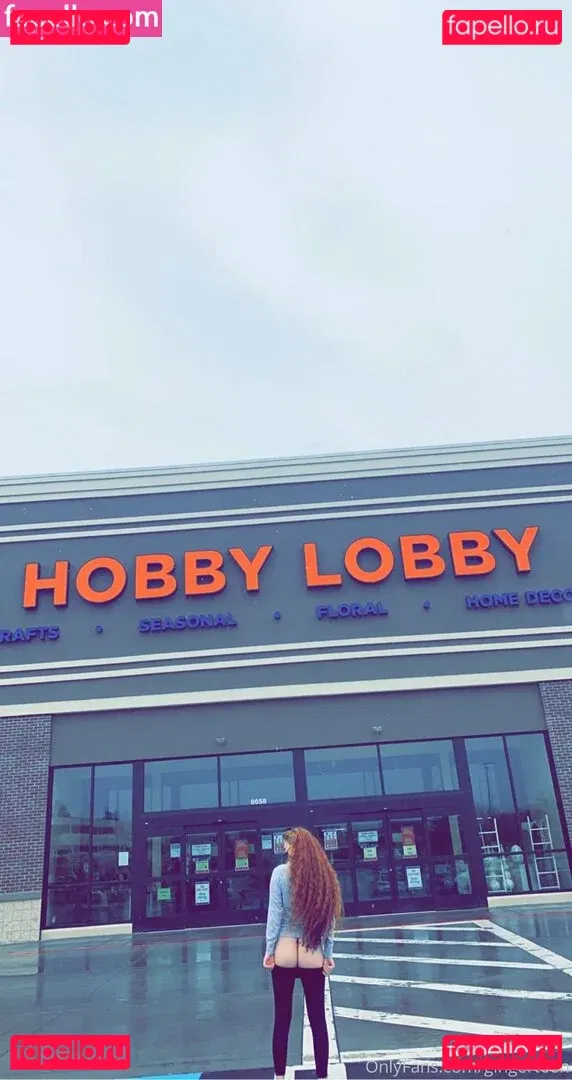 fapello.ru
fapello.ru
HOBBY LOBBY
RAFTS • SEASONAL • FLORAL • HOME DECO
8658
fapello.ru
fapello.ru